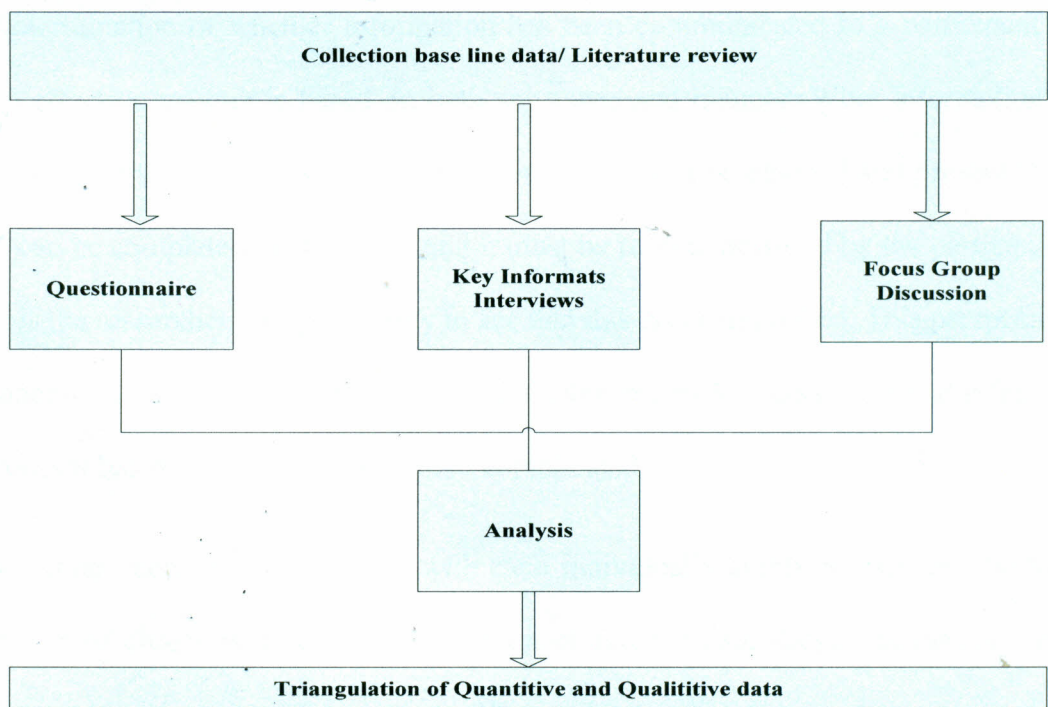 Collection base line data/ Literature review
Questionnaire
Key Informats
Interviews
Focus Group
Discussion
Analysis
Triangulation of Quantitive and Qualititive data